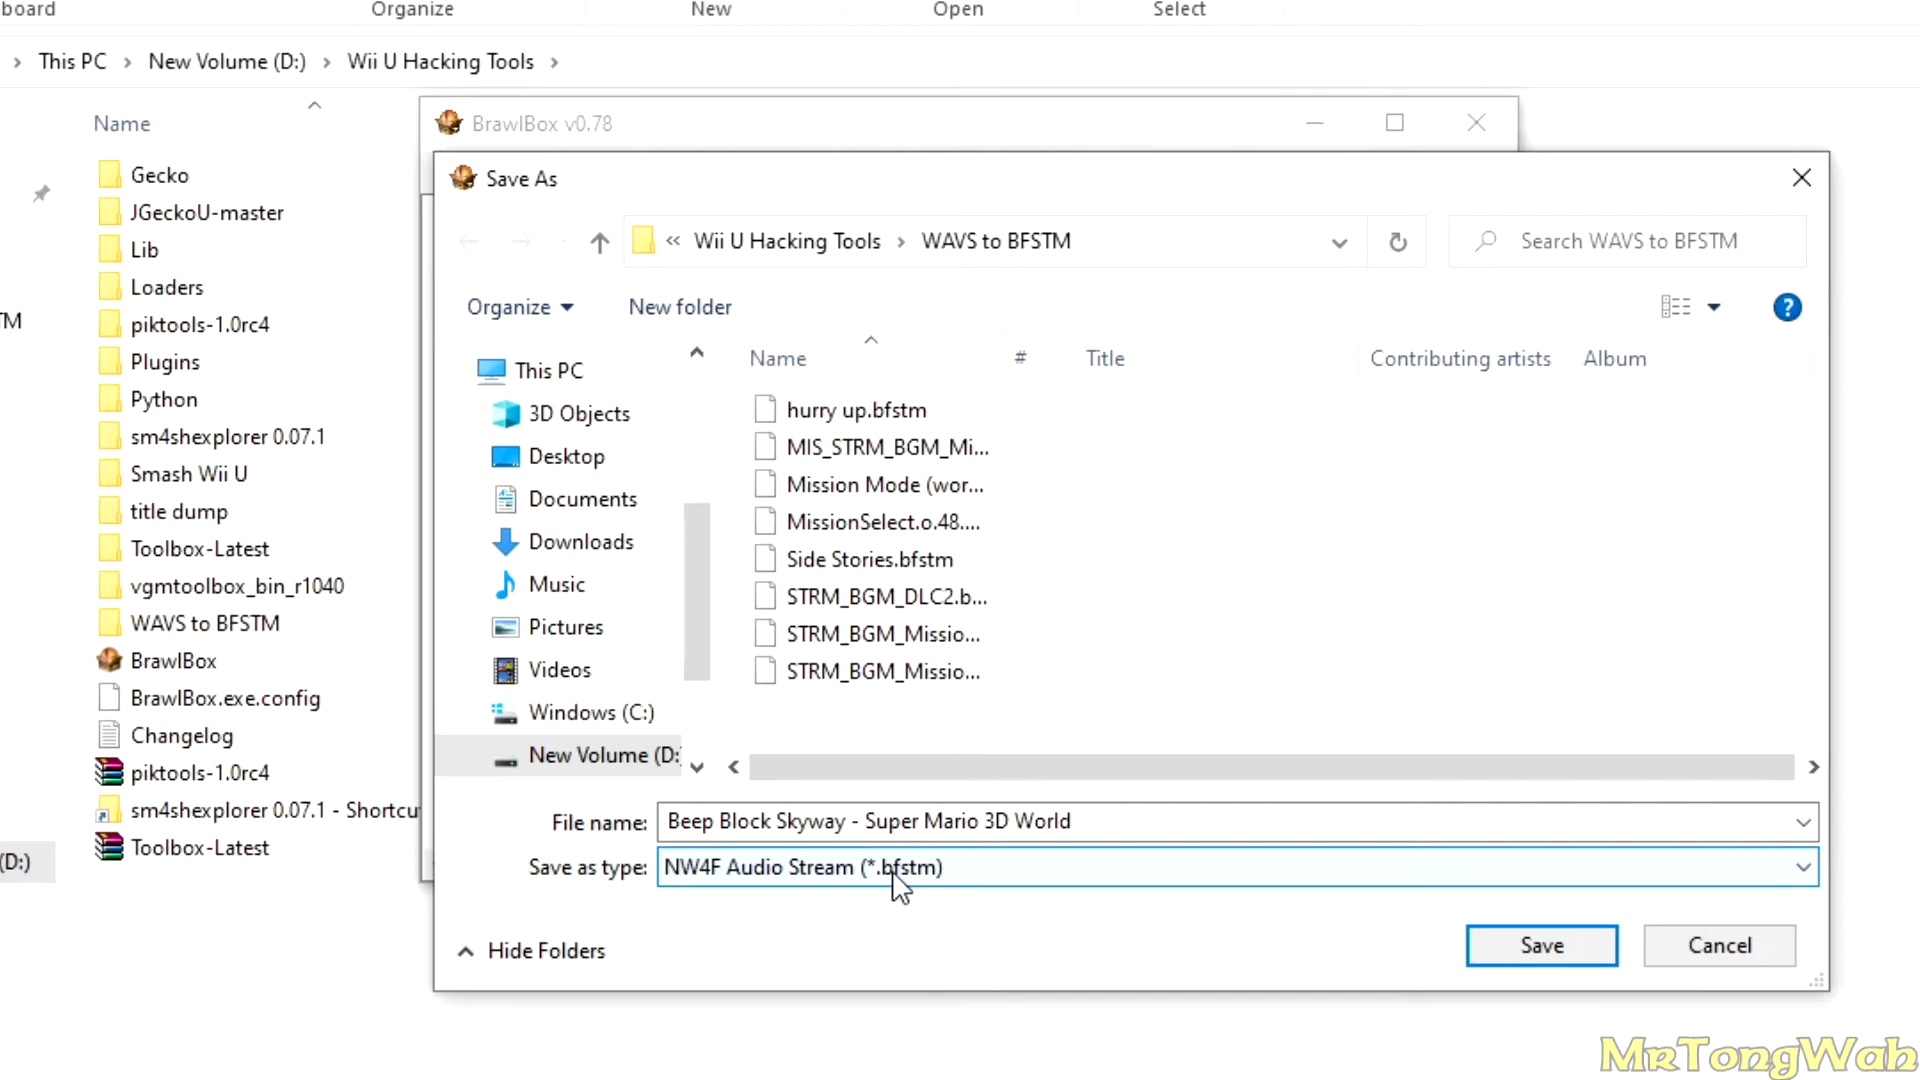 board
Organize
New
Open
Select
This PC > New Volume (D:) > Wii U Hacking Tools >
Name
Gecko
JGeckoU-master
Lib
Loaders
TM
piktools-1.0rc4
Plugins
Python
sm4shexplorer 0.07.1
Smash Wii U
title dump
Toolbox-Latest
vgmtoolbox_bin_r1040
WAVS to BFSTM
BrawlBox
BrawlBox.exe.config
Changelog
piktools-1.0rc4
sm4shexplorer 0.07.1 - Shortcu
Toolbox-Latest
(D:)
BrawlBox v0.78
Save As
« Wii U Hacking Tools > WAVS to BFSTM
Search WAVS to BFSTM
Organize
New folder
?
This PC
3D Objects
Desktop
Documents
Downloads
Music
Pictures
Videos
Windows (C:)
New Volume (D:
Name
#
Title
Contributing artists
Album
hurry up.bfstm
MIS_STRM_BGM_Mi...
Mission Mode (wor...
MissionSelect.o.48....
Side Stories.bfstm
STRM_BGM_DLC2.b...
STRM_BGM_Missio...
STRM_BGM_Missio...
File name: Beep Block Skyway - Super Mario 3D World
Save as type: NW4F Audio Stream (*.bfstm)
Hide Folders
Save
Cancel
MrTongWah